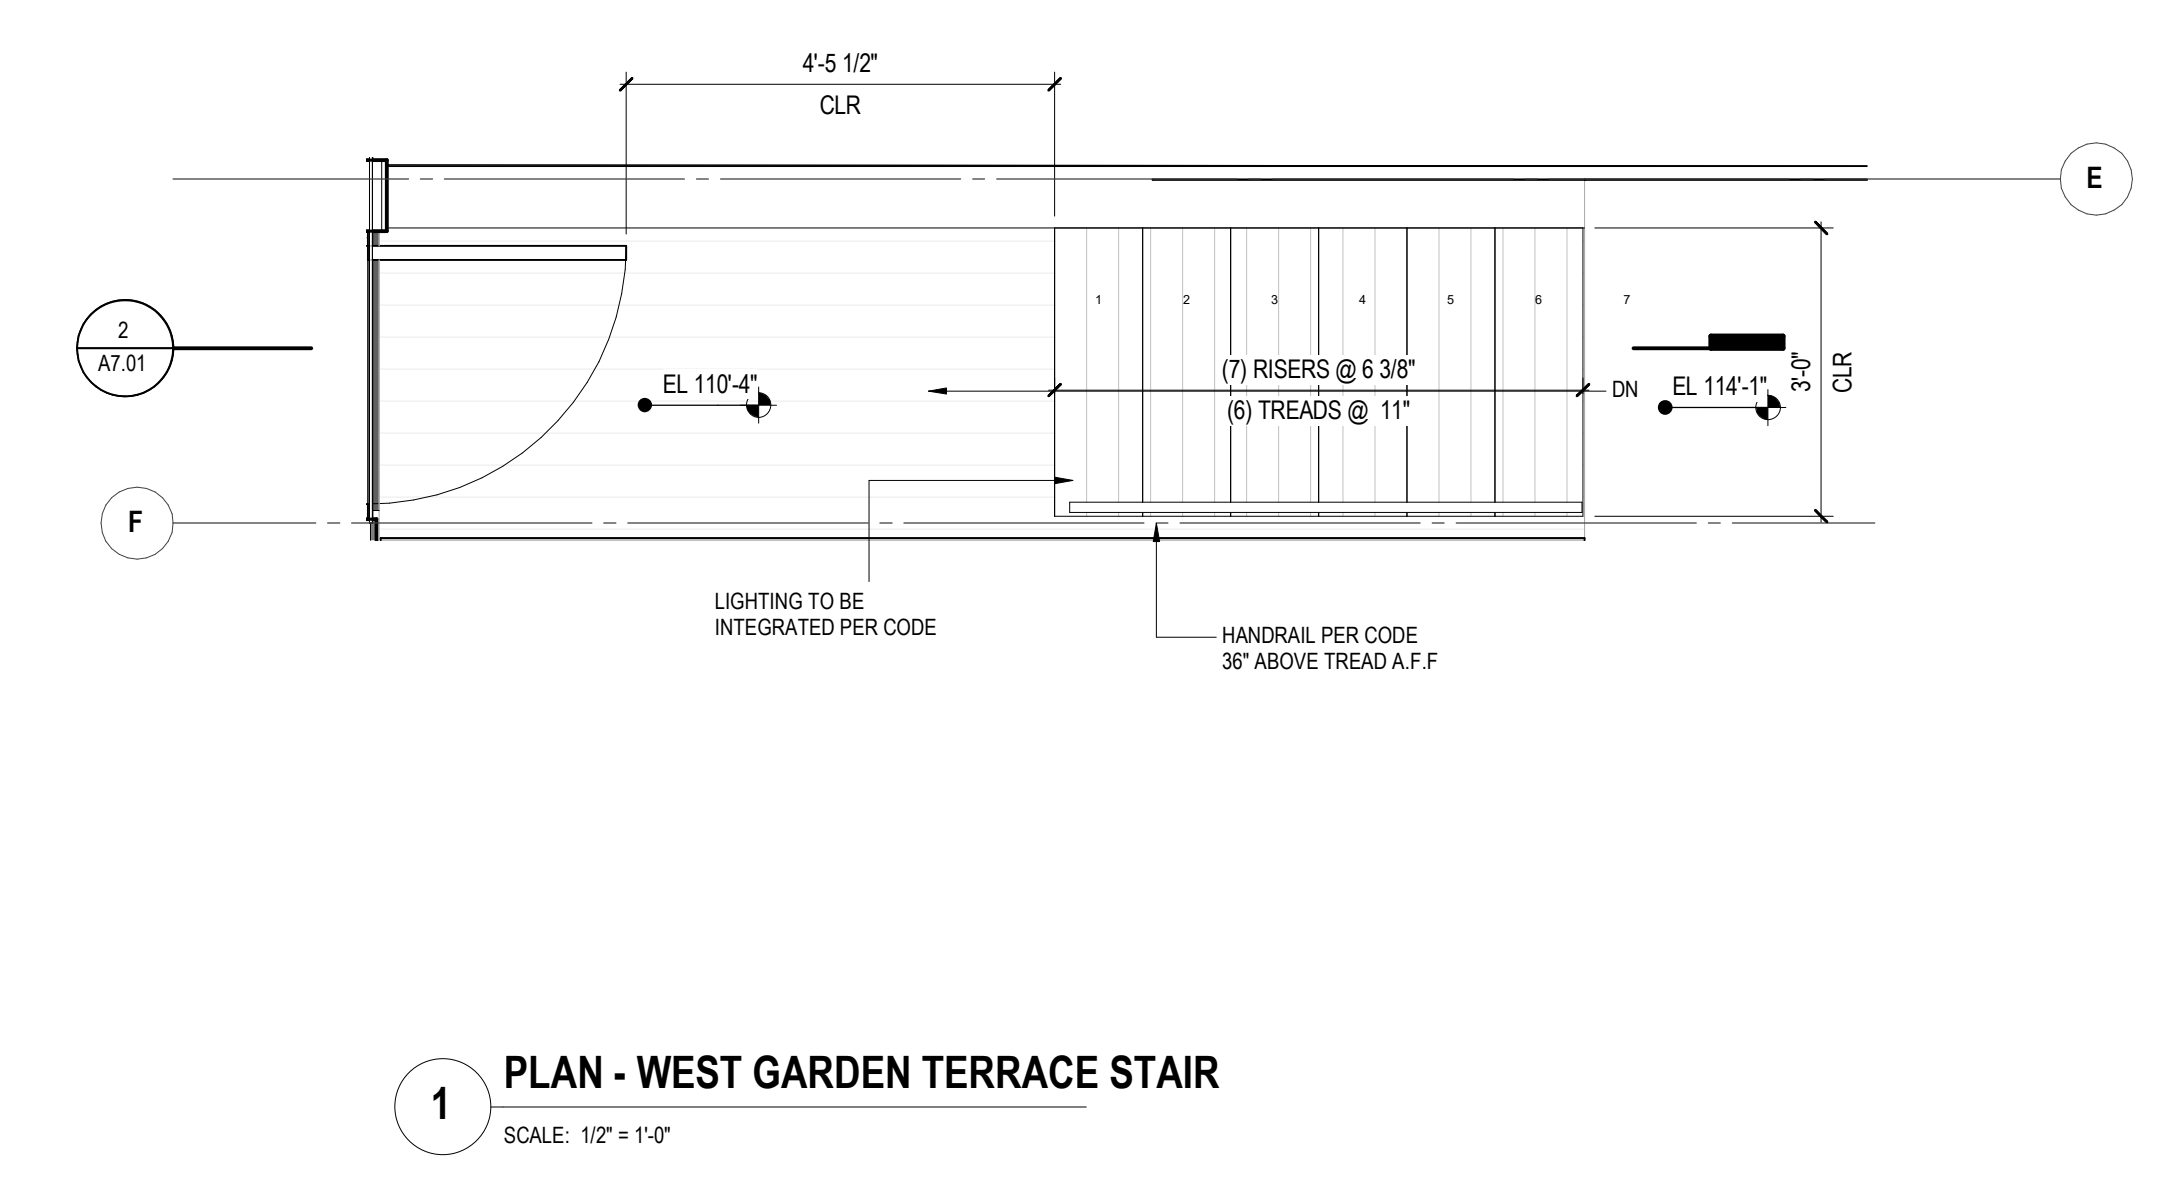 4'-5 1/2"
CLR
E
1 2 3 4 5 6 7
2
A7.01
(7) RISERS @ 6 3/8"
(6) TREADS @ 11"
EL 110'-4"
DN
EL 114'-1"
3'-0"
CLR
F
LIGHTING TO BE
INTEGRATED PER CODE
HANDRAIL PER CODE
36" ABOVE TREAD A.F.F
1
PLAN - WEST GARDEN TERRACE STAIR
SCALE: 1/2" = 1'-0"